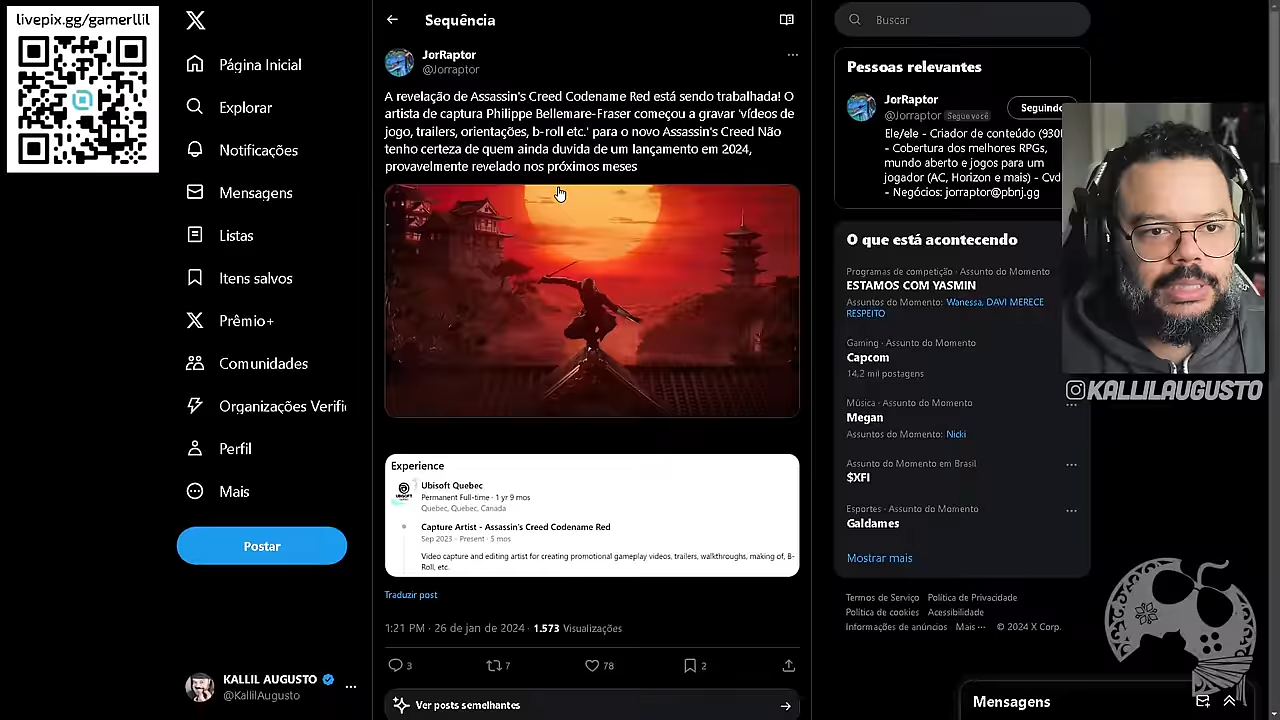 livepix.gg/gamerllil
Página Inicial
Explorar
Notificações
Mensagens
Listas
Itens salvos
Prêmio+
Comunidades
Organizações Verifi
Perfil
Mais
Postar
KALLIL AUGUSTO
@KallilAugusto
Sequência
JorRaptor
@Jorraptor
A revelação de Assassin's Creed Codename Red está sendo trabalhada! O
artista de captura Philippe Bellemare-Fraser começou a gravar 'vídeos de
jogo, trailers, orientações, b-roll etc.' para o novo Assassin's Creed Não
tenho certeza de quem ainda duvida de um lançamento em 2024,
provavelmente revelado nos próximos meses
Experience
UBISOFT
Ubisoft Quebec
Permanent Full-time · 1 yr 9 mos
Quebec, Quebec, Canada
Capture Artist - Assassin's Creed Codename Red
Sep 2023 - Present · 5 mos
Video capture and editing artist for creating promotional gameplay videos, trailers, walkthroughs, making of, B-
Roll, etc.
Traduzir post
1:21 PM · 26 de jan de 2024 · 1.573 Visualizações
3
7
78
2
Ver posts semelhantes
Buscar
Pessoas relevantes
JorRaptor
@Jorraptor Segue você
Seguindo
Ele/ele - Criador de conteúdo (930I
- Cobertura dos melhores RPGs,
mundo aberto e jogos para um
jogador (AC, Horizon e mais) - Cvd
- Negócios: jorraptor@pbnj.gg
O que está acontecendo
Programas de competição · Assunto do Momento
ESTAMOS COM YASMIN
Assuntos do Momento: Wanessa, DAVI MERECE
RESPEITO
Gaming · Assunto do Momento
Capcom
14,2 mil postagens
Música · Assunto do Momento
Megan
Assuntos do Momento: Nicki
Assunto do Momento em Brasil
$XFI
Esportes · Assunto do Momento
Galdames
Mostrar mais
Termos de Serviço Política de Privacidade
Política de cookies Acessibilidade
Informações de anúncios Mais ··· © 2024 X Corp.
KALLILAUGUSTO
Mensagens